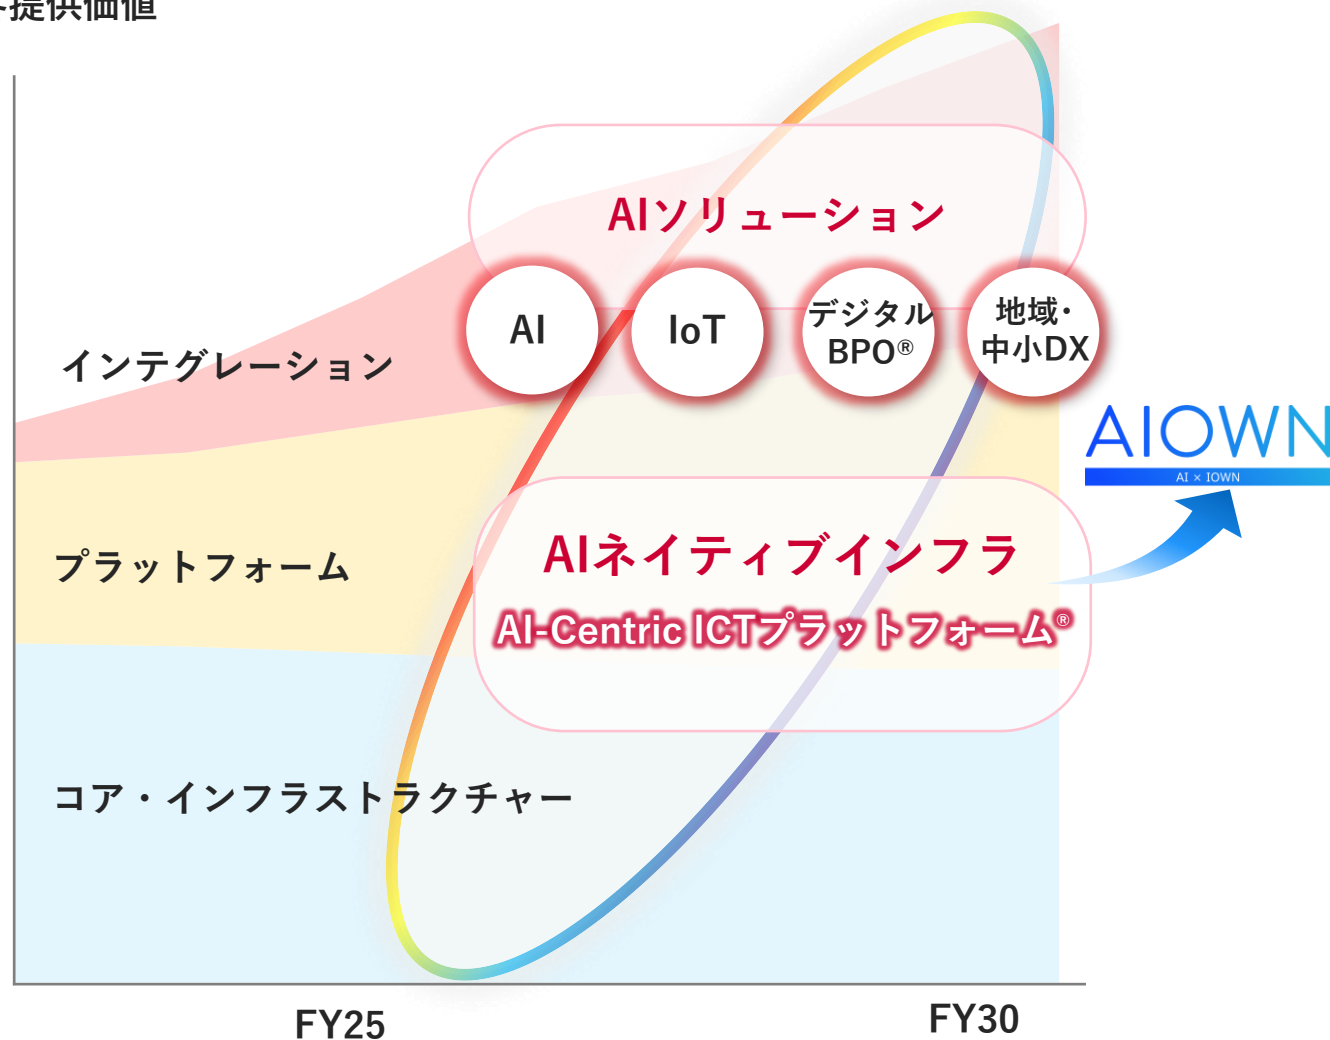 提供価値
AIソリューション
AI
IoT
デジタル
BPO®
地域・
中小DX
インテグレーション
AIOWN
AI × IOWN
プラットフォーム
AIネイティブインフラ
AI-Centric ICTプラットフォーム®
コア・インフラストラクチャー
FY25
FY30